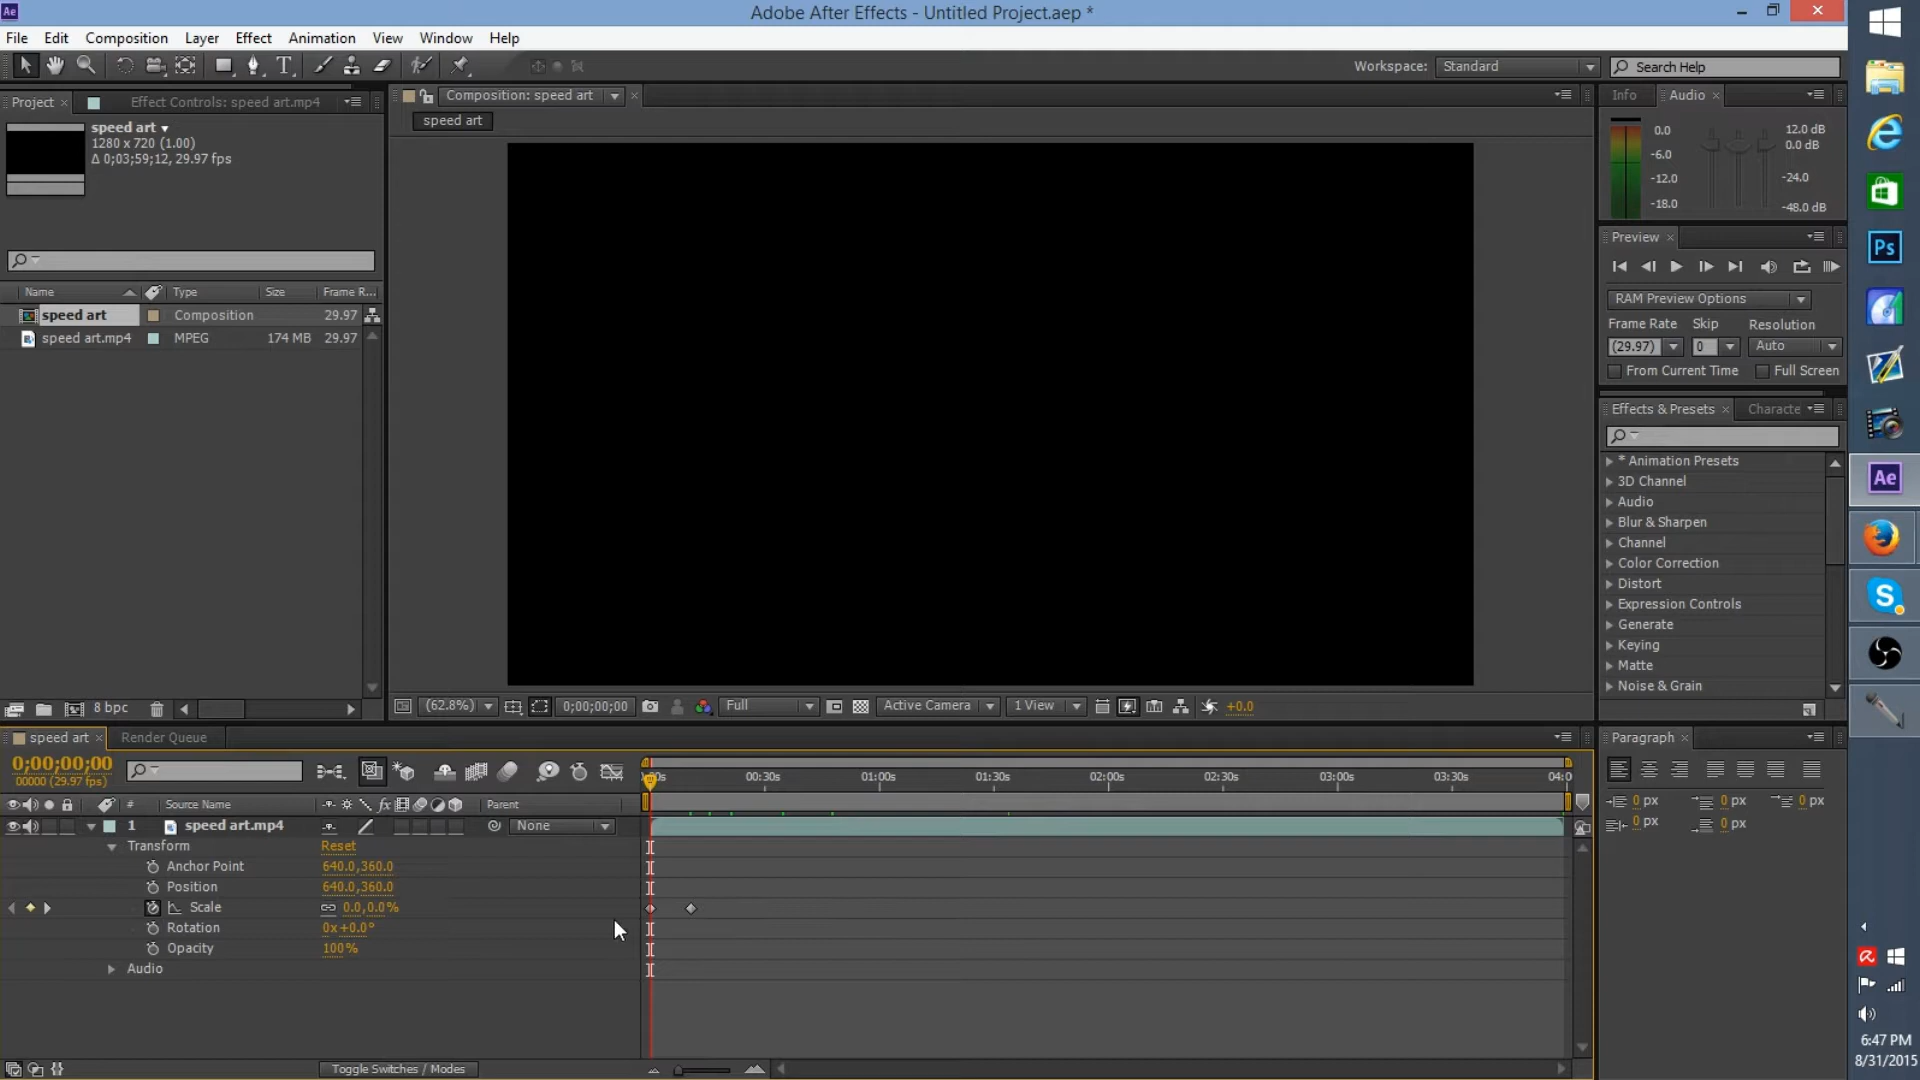 Ae
Adobe After Effects - Untitled Project.aep *
File Edit Composition Layer Effect Animation View Window Help
Workspace: Standard
Search Help
Project
Effect Controls: speed art.mp4
speed art
1280 x 720 (1.00)
Δ 0;03;59;12, 29.97 fps
Name Type Size Frame R...
speed art Composition 29.97
speed art.mp4 MPEG 174 MB 29.97
8 bpc
Composition: speed art
speed art
(62.8%) 0;00;00;00 Full Active Camera 1 View +0.0
Info Audio
0.0
-6.0
-12.0
-18.0
12.0 dB
0.0 dB
-24.0
-48.0 dB
Preview
RAM Preview Options
Frame Rate Skip Resolution
(29.97) 0 Auto
From Current Time Full Screen
Effects & Presets Characte
* Animation Presets
3D Channel
Audio
Blur & Sharpen
Channel
Color Correction
Distort
Expression Controls
Generate
Keying
Matte
Noise & Grain
Paragraph
0 px 0 px 0 px
0 px 0 px
speed art Render Queue
0;00;00;00
00000 (29.97 fps)
00:30s 01:00s 01:30s 02:00s 02:30s 03:00s 03:30s 04:0
# Source Name fx Parent
1 speed art.mp4 None
Transform Reset
Anchor Point 640.0,360.0
Position 640.0,360.0
Scale 0.0,0.0%
Rotation 0x+0.0°
Opacity 100%
Audio
Toggle Switches / Modes
Ps
Ae
S
6:47 PM
8/31/2015